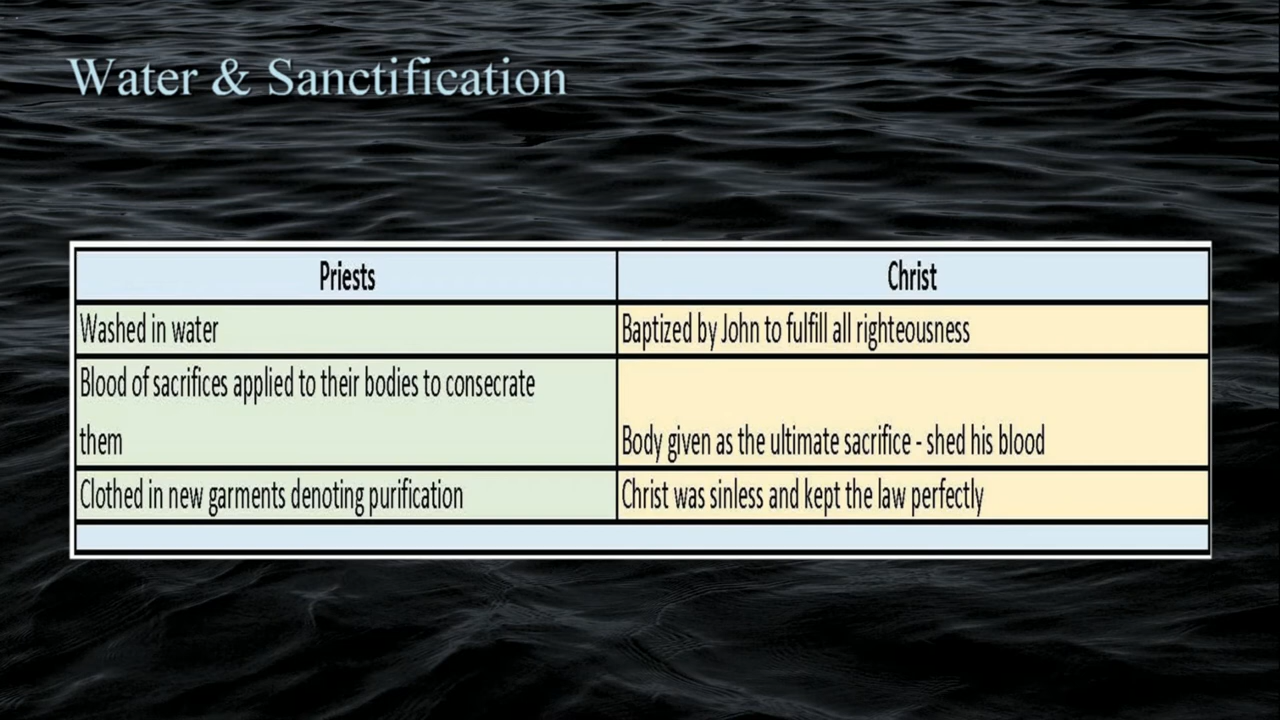 Water & Sanctification
Priests
Christ
Washed in water
Baptized by John to fulfill all righteousness
Blood of sacrifices applied to their bodies to consecrate
them
Body given as the ultimate sacrifice - shed his blood
Clothed in new garments denoting purification
Christ was sinless and kept the law perfectly